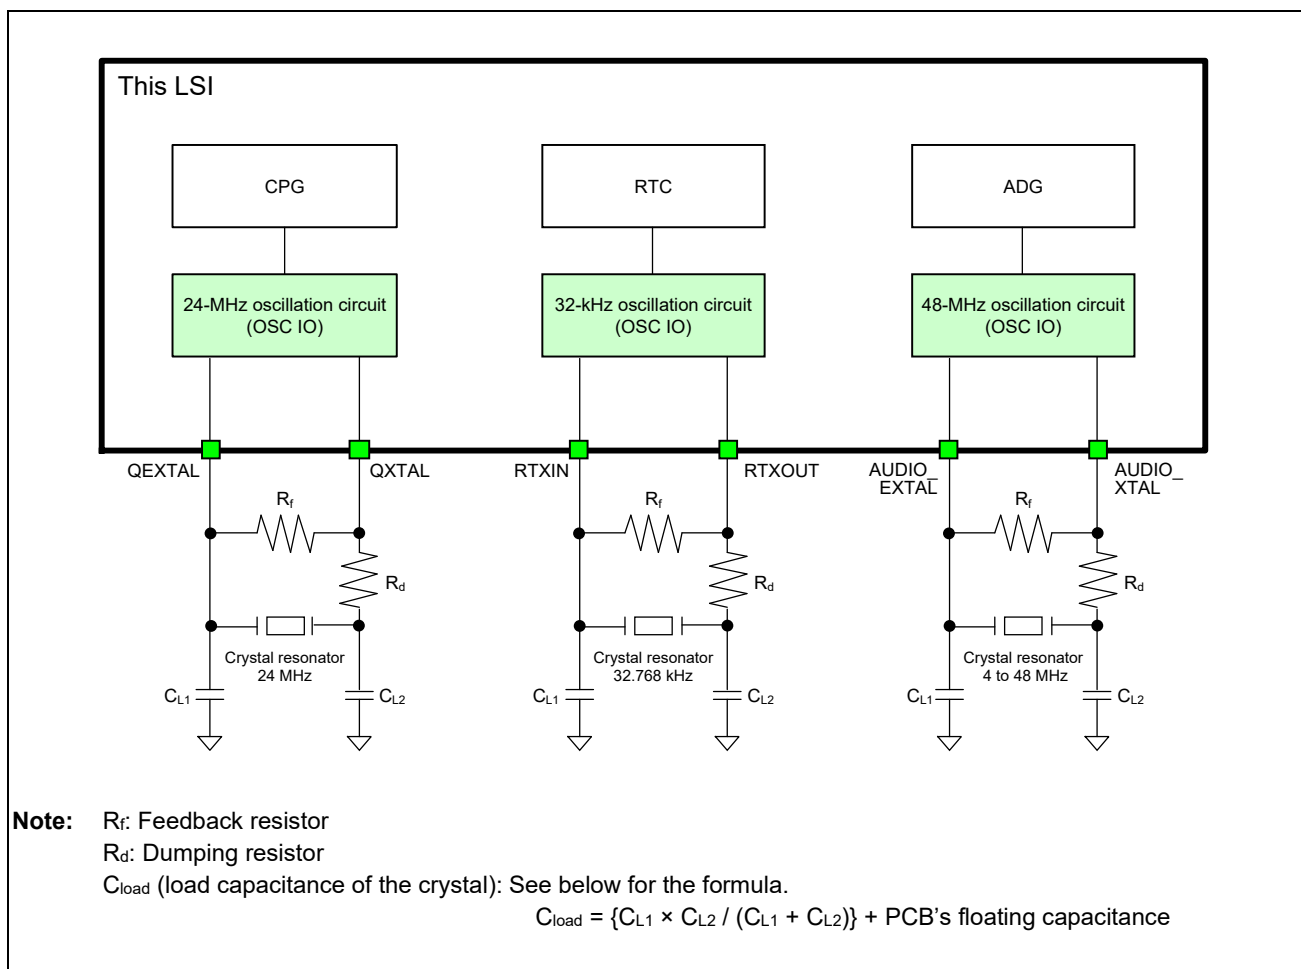 This LSI
CPG
RTC
ADG
24-MHz oscillation circuit
(OSC IO)
32-kHz oscillation circuit
(OSC IO)
48-MHz oscillation circuit
(OSC IO)
QEXTAL
QXTAL
RTXIN
RTXOUT
AUDIO_
EXTAL
AUDIO_
XTAL
Rf
Rf
Rf
Rd
Rd
Rd
Crystal resonator
24 MHz
Crystal resonator
32.768 kHz
Crystal resonator
4 to 48 MHz
CL1
CL2
CL1
CL2
CL1
CL2
Note: Rf: Feedback resistor
Rd: Dumping resistor
Cload (load capacitance of the crystal): See below for the formula.
Cload = {CL1 × CL2 / (CL1 + CL2)} + PCB's floating capacitance